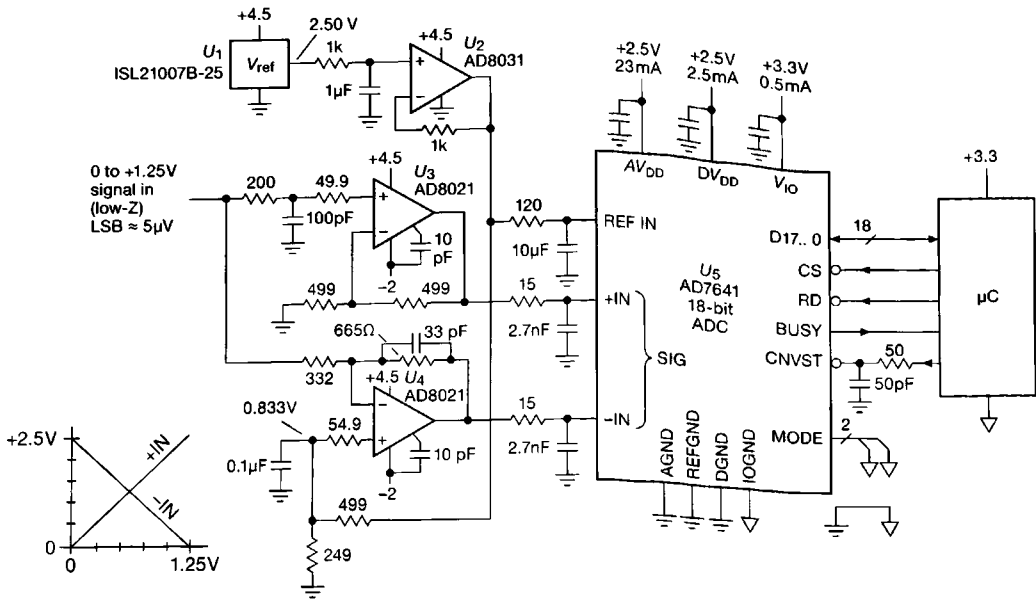 +4.5
2.50 V
U1
ISL21007B-25
Vref
1k
1µF
+4.5
U2
AD8031
+
−
1k
+2.5V
23mA
+2.5V
2.5mA
+3.3V
0.5mA
AVDD
DVDD
VIO
0 to +1.25V
signal in
(low-Z)
LSB ≈ 5µV
200
49.9
100pF
+4.5
U3
AD8021
+
−
10
pF
−2
499
499
120
10µF
REF IN
15
2.7nF
+IN
SIG
U5
AD7641
18-bit
ADC
665Ω
33 pF
332
+4.5
U4
AD8021
−
+
10 pF
−2
0.833V
54.9
0.1µF
499
249
15
2.7nF
−IN
AGND
REFGND
DGND
IOGND
D17.. 0
18
CS
RD
BUSY
CNVST
50
50pF
MODE
2
+3.3
µC
+2.5V
0
+IN
−IN
0
1.25V